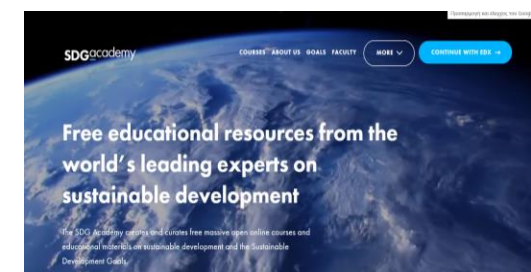 SDGacademy
COURSES ABOUT US GOALS FACULTY MORE CONTINUE WITH EDX →
Free educational resources from the
world's leading experts on
sustainable development
The SDG Academy creates and curates free massive open online courses and
educational materials on sustainable development and the Sustainable
Development Goals.